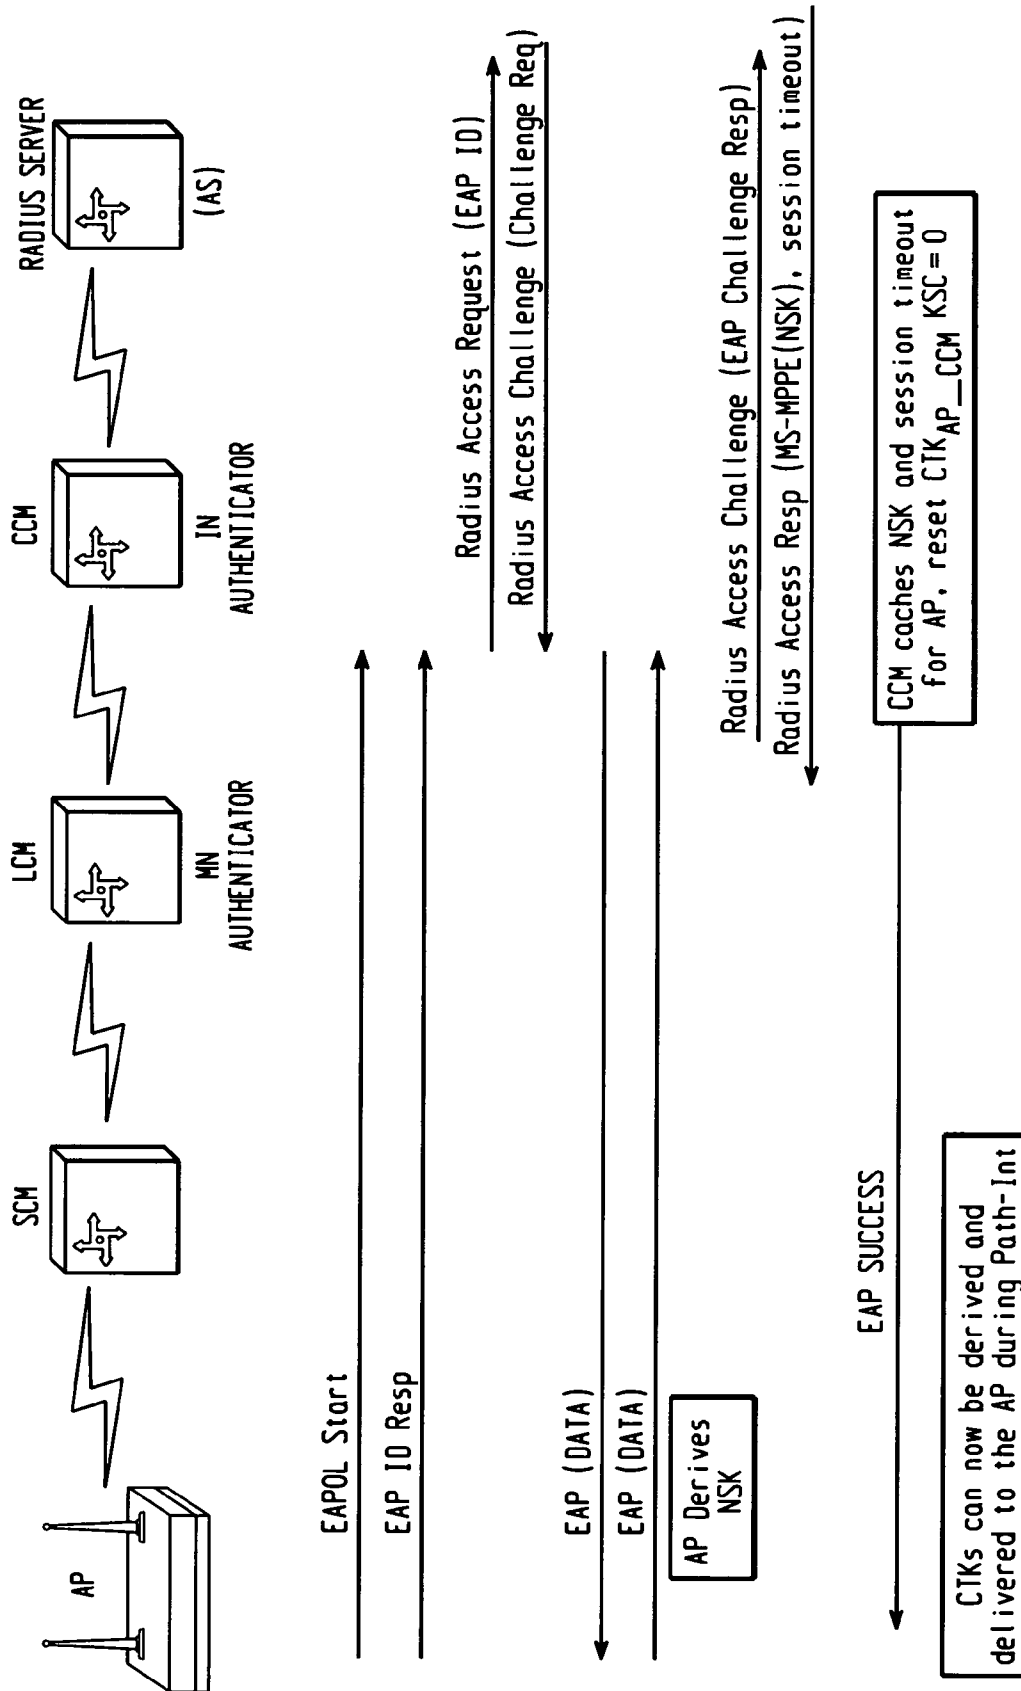 AP
SCM
LCM
MN
AUTHENTICATOR
CCM
IN
AUTHENTICATOR
RADIUS SERVER
(AS)
EAPOL Start
EAP ID Resp
Radius Access Request (EAP ID)
Radius Access Challenge (Challenge Req)
EAP (DATA)
EAP (DATA)
AP Derives
NSK
Radius Access Challenge (EAP Challenge Resp)
Radius Access Resp (MS-MPPE(NSK), session timeout)
CCM caches NSK and session timeout
for AP, reset CTKAP_CCM KSC=0
EAP SUCCESS
CTKs can now be derived and
delivered to the AP during Path-Int